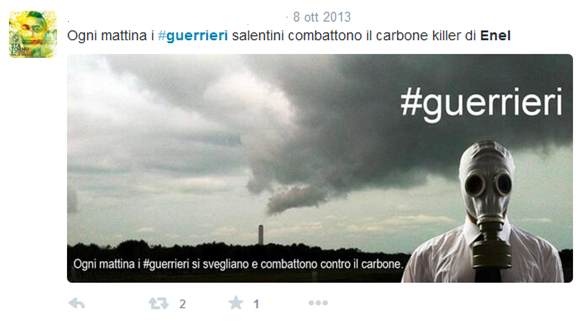 · 8 ott 2013
Ogni mattina i #guerrieri salentini combattono il carbone killer di Enel
#guerrieri
Ogni mattina i #guerrieri si svegliano e combattono contro il carbone.
2
1